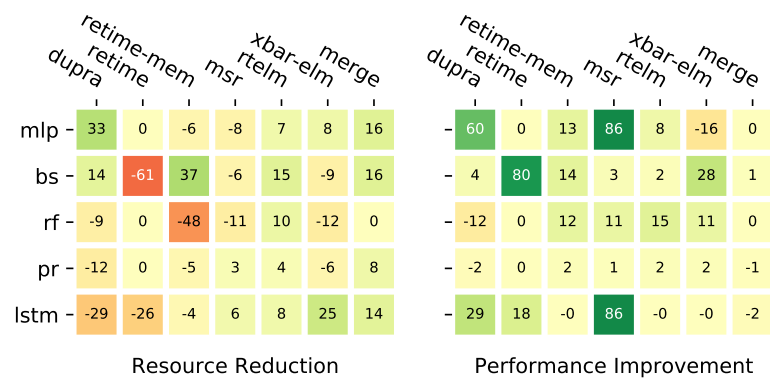 dupra retime retime-mem msr rtelm xbar-elm merge
dupra retime retime-mem msr rtelm xbar-elm merge
mlp 33 0 -6 -8 7 8 16 60 0 13 86 8 -16 0
bs 14 -61 37 -6 15 -9 16 4 80 14 3 2 28 1
rf -9 0 -48 -11 10 -12 0 -12 0 12 11 15 11 0
pr -12 0 -5 3 4 -6 8 -2 0 2 1 2 2 -1
lstm -29 -26 -4 6 8 25 14 29 18 -0 86 -0 -0 -2
Resource Reduction Performance Improvement